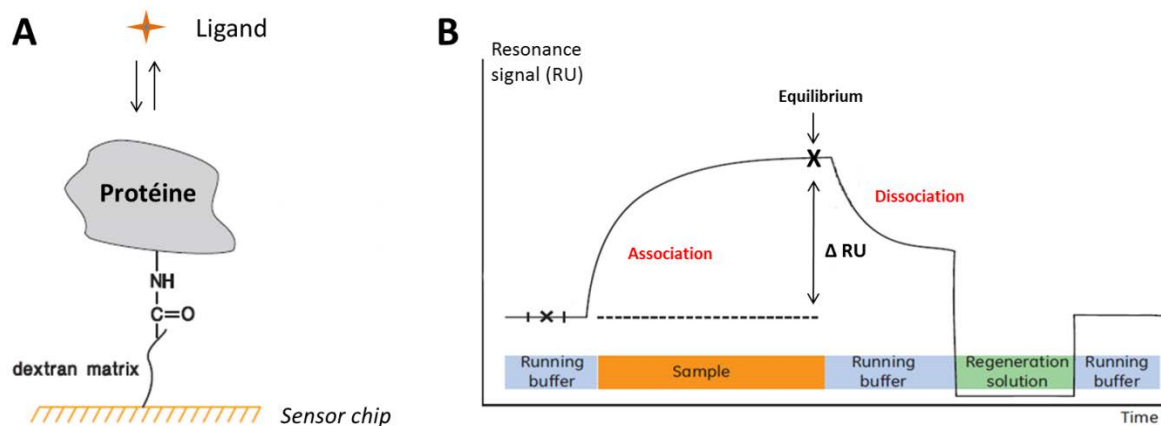 A
Ligand
Protéine
NH
C=O
dextran matrix
Sensor chip
B
Resonance
signal (RU)
Equilibrium
X
Dissociation
Association
Δ RU
x
Running
buffer
Sample
Running
buffer
Regeneration
solution
Running
buffer
Time